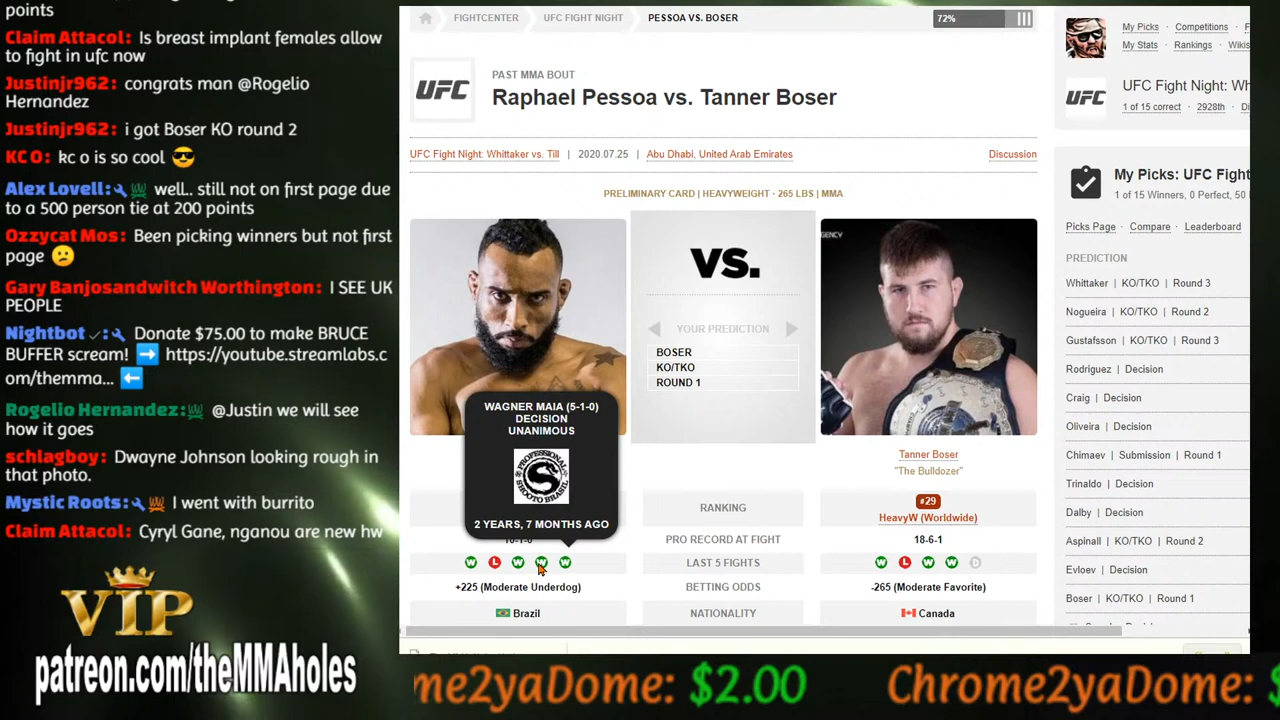 points
Claim Attacol: Is breast implant females allow
to fight in ufc now
Justinjr962: congrats man @Rogelio
Hernandez
Justinjr962: i got Boser KO round 2
KC O: kc o is so cool 😎
Alex Lovell: well.. still not on first page due
to a 500 person tie at 200 points
Ozzycat Mos: Been picking winners but not first
page 🙁
Gary Banjosandwitch Worthington: I SEE UK
PEOPLE
Nightbot ✓: Donate $75.00 to make BRUCE
BUFFER scream! ➡️ https://youtube.streamlabs.c
om/themma... ⬅️
Rogelio Hernandez: @Justin we will see
how it goes
schlagboy: Dwayne Johnson looking rough in
that photo.
Mystic Roots: I went with burrito
Claim Attacol: Cyryl Gane, nganou are new hw
VIP
patreon.com/theMMAholes
FIGHTCENTER
UFC FIGHT NIGHT
PESSOA VS. BOSER
72%
UFC
PAST MMA BOUT
Raphael Pessoa vs. Tanner Boser
UFC Fight Night: Whittaker vs. Till | 2020.07.25 | Abu Dhabi, United Arab Emirates
Discussion
PRELIMINARY CARD | HEAVYWEIGHT · 265 LBS | MMA
GENCY
VS.
YOUR PREDICTION
BOSER
KO/TKO
ROUND 1
WAGNER MAIA (5-1-0)
DECISION
UNANIMOUS
PROFESSIONAL
SHOOTO BRASIL
2 YEARS, 7 MONTHS AGO
Tanner Boser
"The Bulldozer"
RANKING
#29
HeavyW (Worldwide)
10-1-0 PRO RECORD AT FIGHT 18-6-1
W L W W W LAST 5 FIGHTS W L W W D
+225 (Moderate Underdog) BETTING ODDS -265 (Moderate Favorite)
Brazil NATIONALITY Canada
My Picks · Competitions · F
My Stats · Rankings · Wikis
UFC
UFC Fight Night: Wh
1 of 15 correct · 2928th · Di
My Picks: UFC Fight
1 of 15 Winners, 0 Perfect, 50
Picks Page · Compare · Leaderboard
PREDICTION
Whittaker | KO/TKO | Round 3
Nogueira | KO/TKO | Round 2
Gustafsson | KO/TKO | Round 3
Rodriguez | Decision
Craig | Decision
Oliveira | Decision
Chimaev | Submission | Round 1
Trinaldo | Decision
Dalby | Decision
Aspinall | KO/TKO | Round 2
Evloev | Decision
Boser | KO/TKO | Round 1
me2yaDome: $2.00 Chrome2yaDome: $